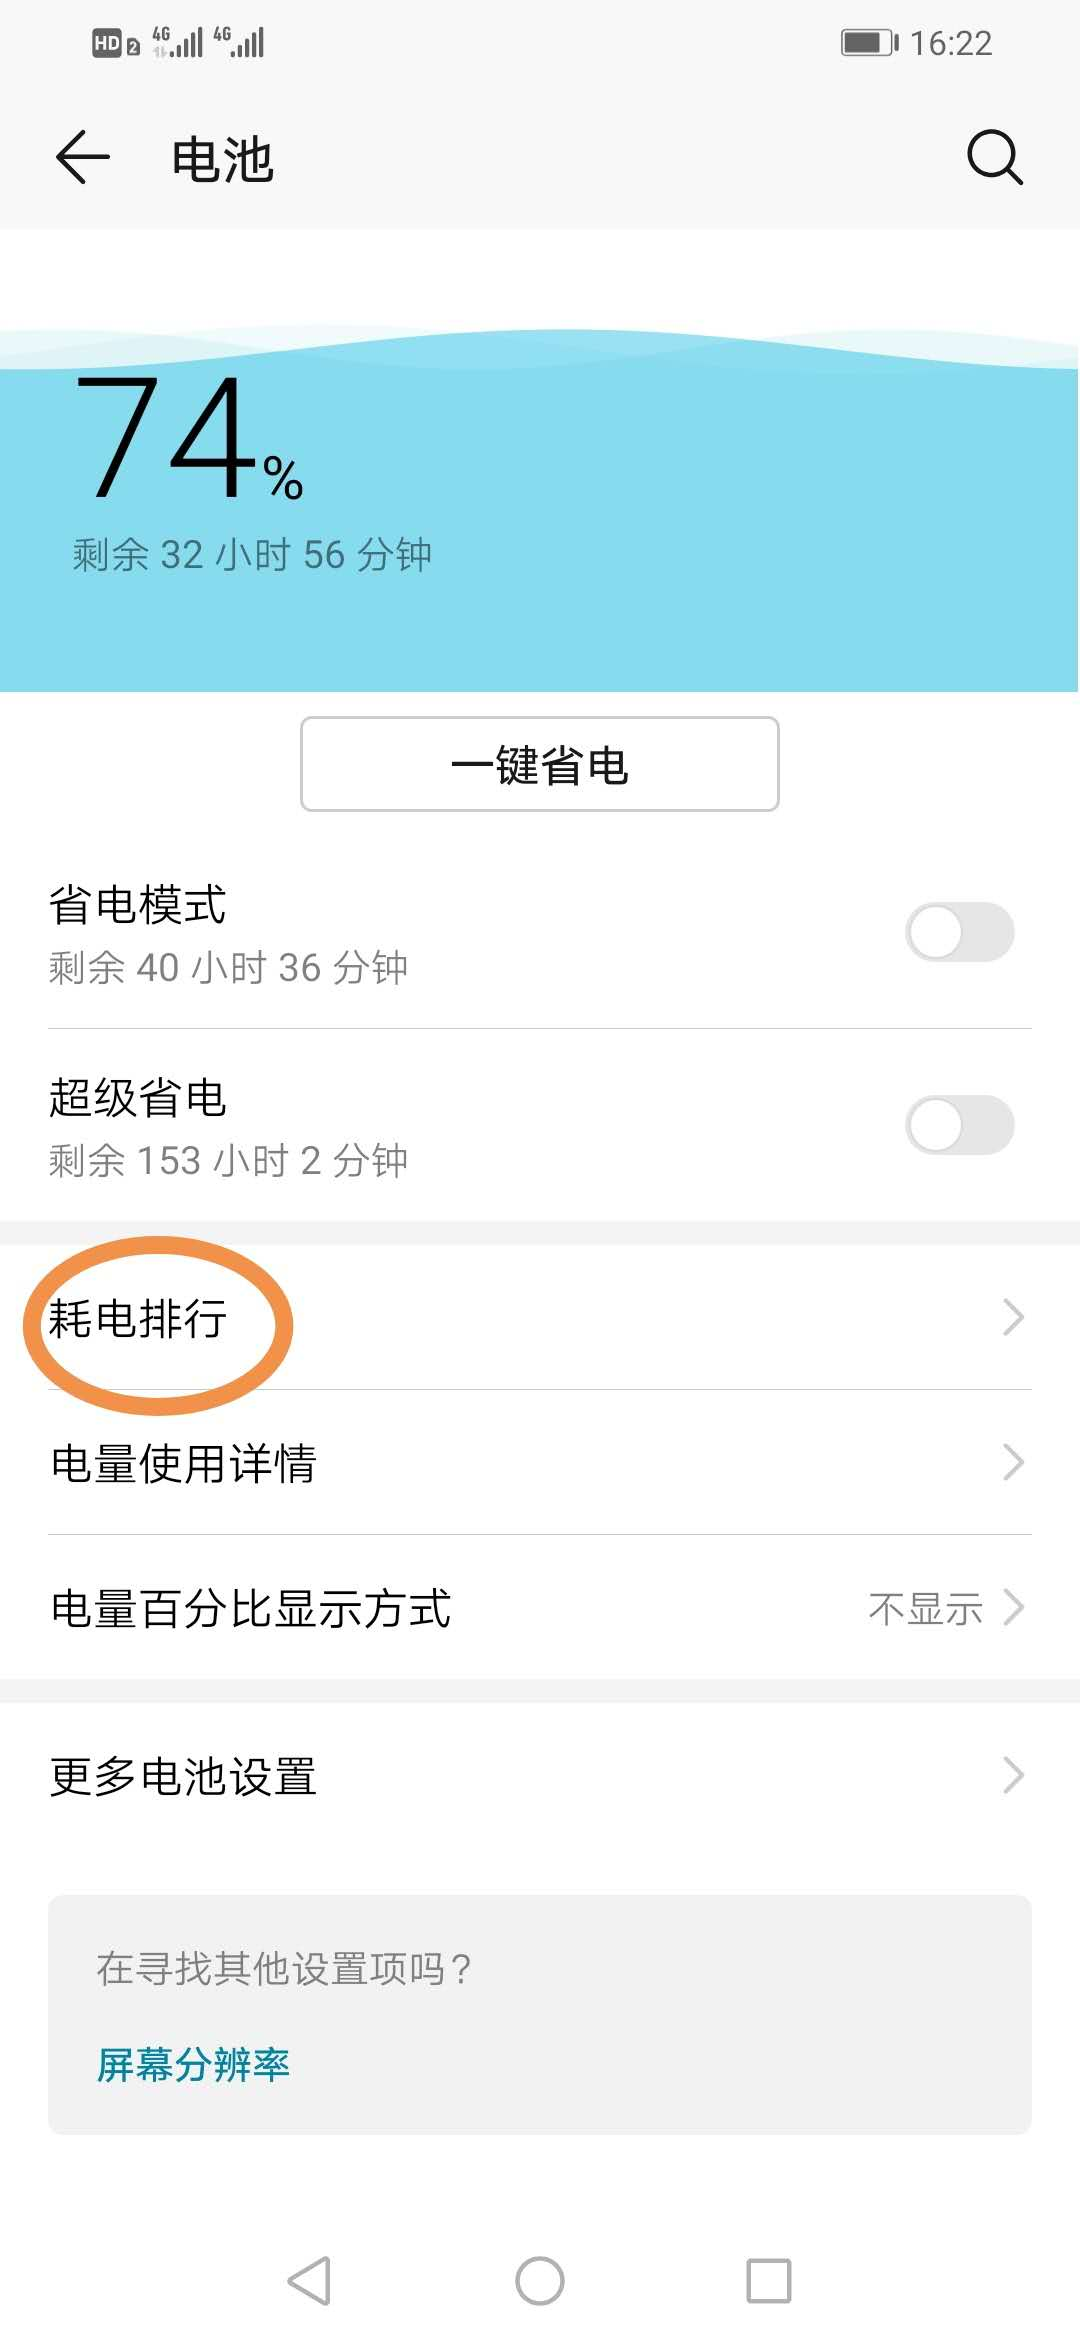 HD 2 4G 4G 16:22
电池
74%
剩余 32 小时 56 分钟
一键省电
省电模式
剩余 40 小时 36 分钟
超级省电
剩余 153 小时 2 分钟
耗电排行
电量使用详情
电量百分比显示方式 不显示
更多电池设置
在寻找其他设置项吗？
屏幕分辨率